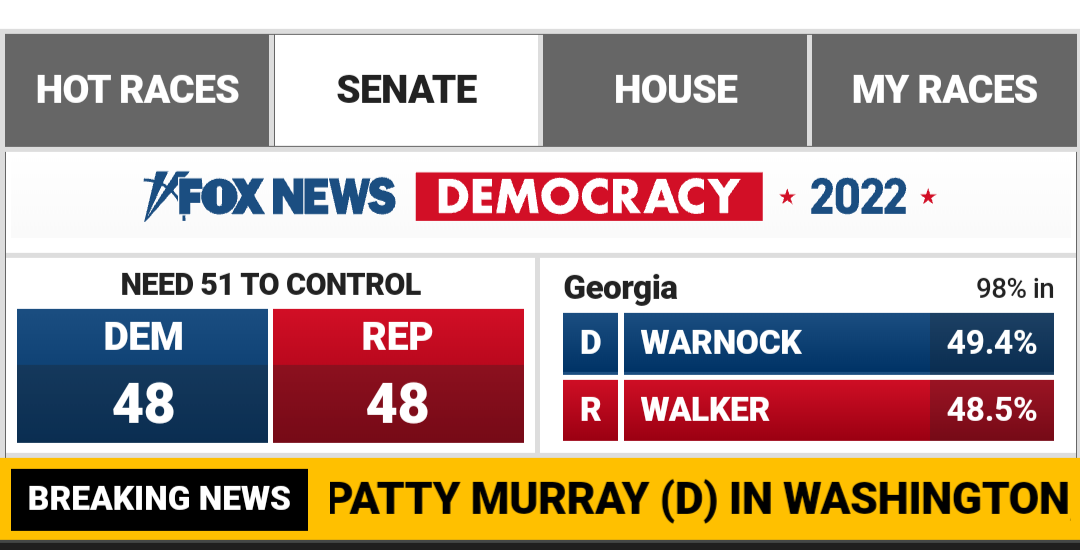 HOT RACES SENATE HOUSE MY RACES
FOX NEWS DEMOCRACY 2022
NEED 51 TO CONTROL
DEM REP
48 48
Georgia 98% in
D WARNOCK 49.4%
R WALKER 48.5%
BREAKING NEWS PATTY MURRAY (D) IN WASHINGTON